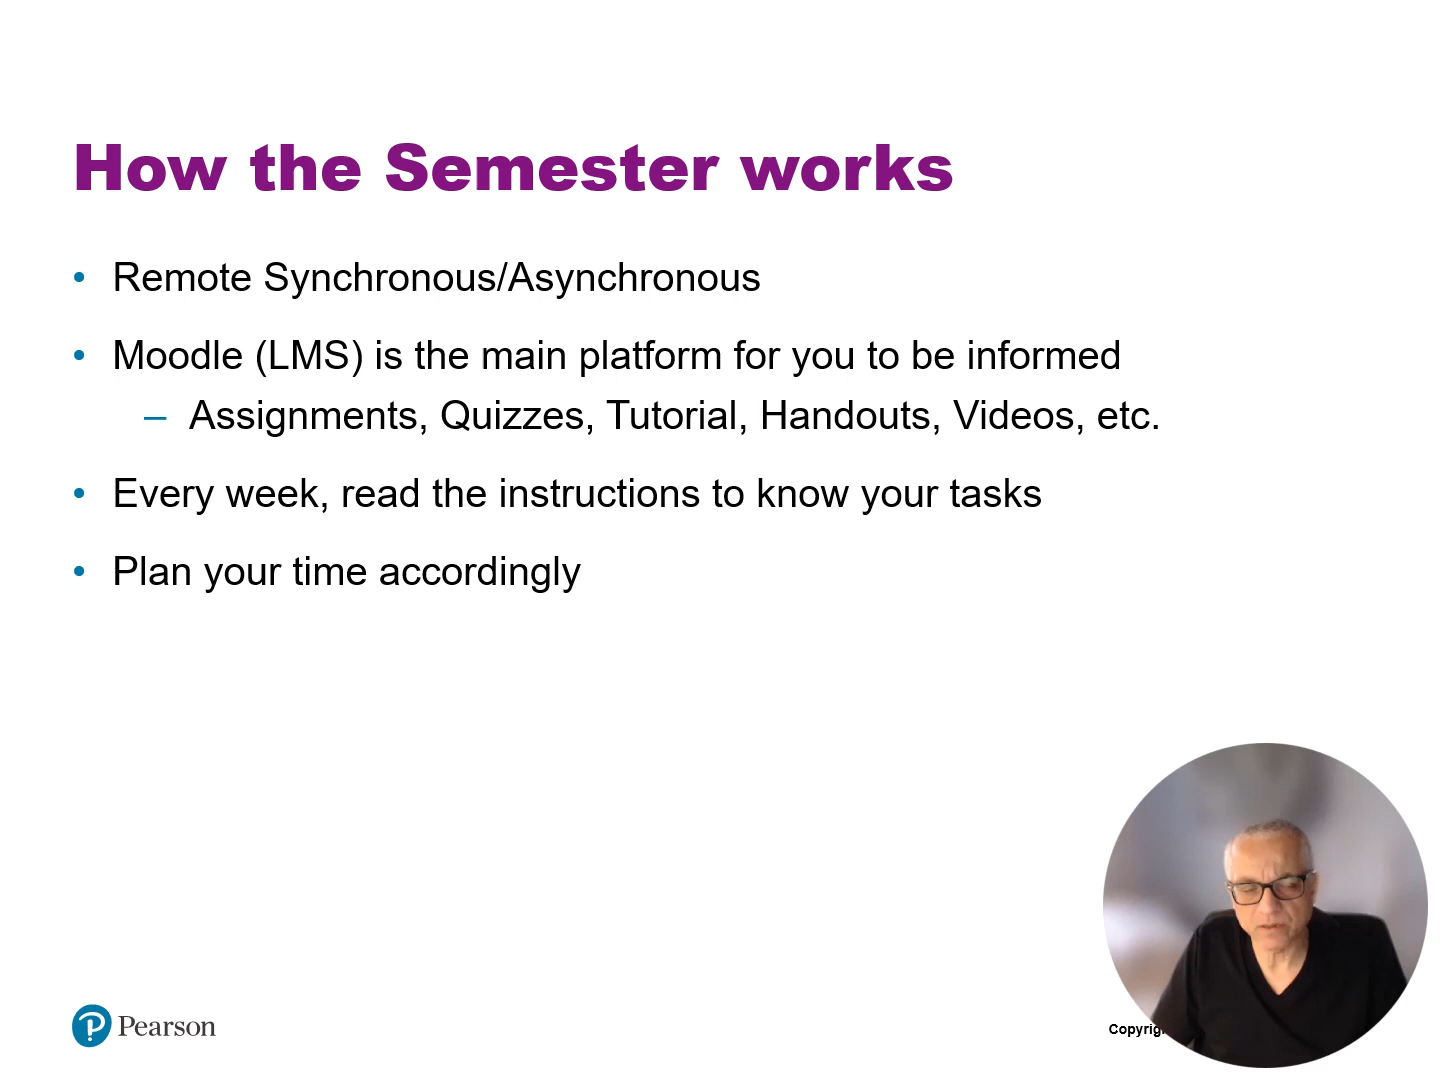 How the Semester works
• Remote Synchronous/Asynchronous
• Moodle (LMS) is the main platform for you to be informed
– Assignments, Quizzes, Tutorial, Handouts, Videos, etc.
• Every week, read the instructions to know your tasks
• Plan your time accordingly
Pearson